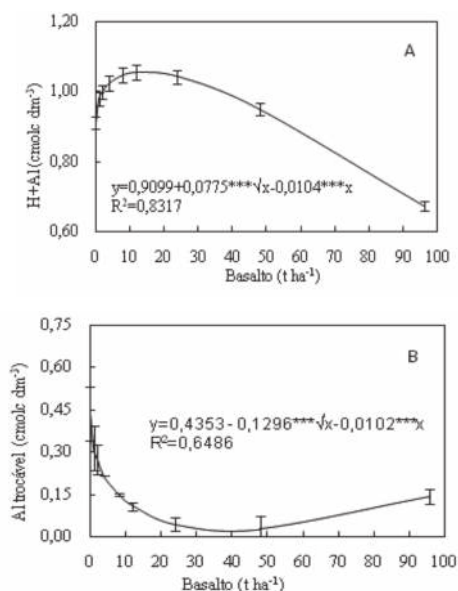 1,20
1,00
0,80
0,60
H+Al (cmolc dm⁻³)
A
y=0,9099+0,0775***√x-0,0104***x
R²=0,8317
0 10 20 30 40 50 60 70 80 90 100
Basalto (t ha⁻¹)
0,75
0,60
0,45
0,30
0,15
0,00
Al trocável (cmolc dm⁻³)
B
y=0,4353 - 0,1296***√x-0,0102***x
R²=0,6486
0 10 20 30 40 50 60 70 80 90 100
Basalto (t ha⁻¹)